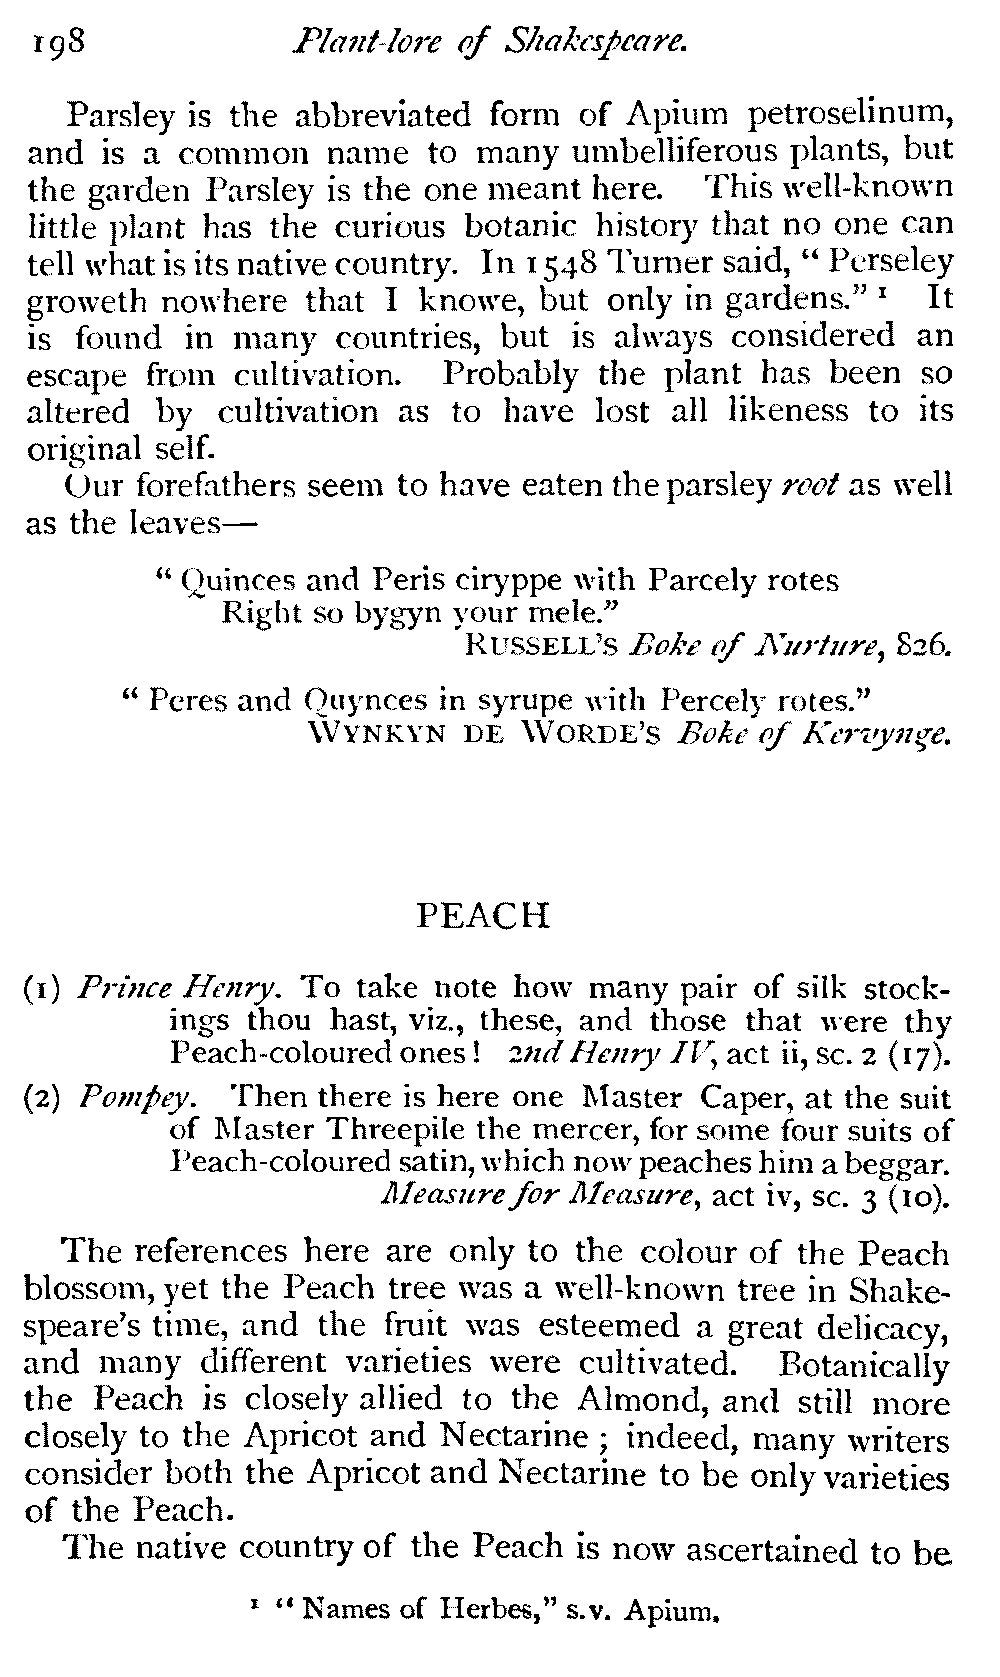 198 Plant-lore of Shakespeare.
Parsley is the abbreviated form of Apium petroselinum,
and is a common name to many umbelliferous plants, but
the garden Parsley is the one meant here. This well-known
little plant has the curious botanic history that no one can
tell what is its native country. In 1548 Turner said, “ Perseley
groweth nowhere that I knowe, but only in gardens.” ¹ It
is found in many countries, but is always considered an
escape from cultivation. Probably the plant has been so
altered by cultivation as to have lost all likeness to its
original self.
Our forefathers seem to have eaten the parsley root as well
as the leaves—
“ Quinces and Peris ciryppe with Parcely rotes
Right so bygyn your mele.”
RUSSELL'S Boke of Nurture, 826.
“ Peres and Quynces in syrupe with Percely rotes.”
WYNKYN DE WORDE'S Boke of Kervynge.
PEACH
(1) Prince Henry. To take note how many pair of silk stock-
ings thou hast, viz., these, and those that were thy
Peach-coloured ones! 2nd Henry IV, act ii, sc. 2 (17).
(2) Pompey. Then there is here one Master Caper, at the suit
of Master Threepile the mercer, for some four suits of
Peach-coloured satin, which now peaches him a beggar.
Measure for Measure, act iv, sc. 3 (10).
The references here are only to the colour of the Peach
blossom, yet the Peach tree was a well-known tree in Shake-
speare's time, and the fruit was esteemed a great delicacy,
and many different varieties were cultivated. Botanically
the Peach is closely allied to the Almond, and still more
closely to the Apricot and Nectarine ; indeed, many writers
consider both the Apricot and Nectarine to be only varieties
of the Peach.
The native country of the Peach is now ascertained to be
¹ “ Names of Herbes,” s.v. Apium.